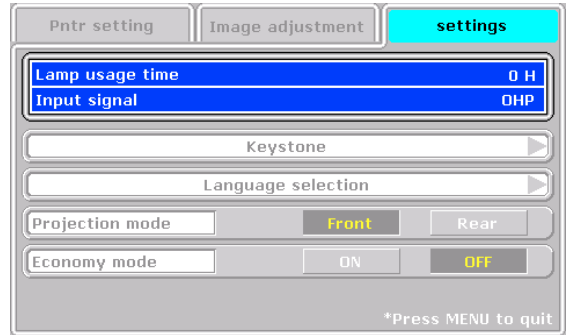 Pntr setting
Image adjustment
settings
Lamp usage time 0 H
Input signal OHP
Keystone
Language selection
Projection mode Front Rear
Economy mode ON OFF
*Press MENU to quit